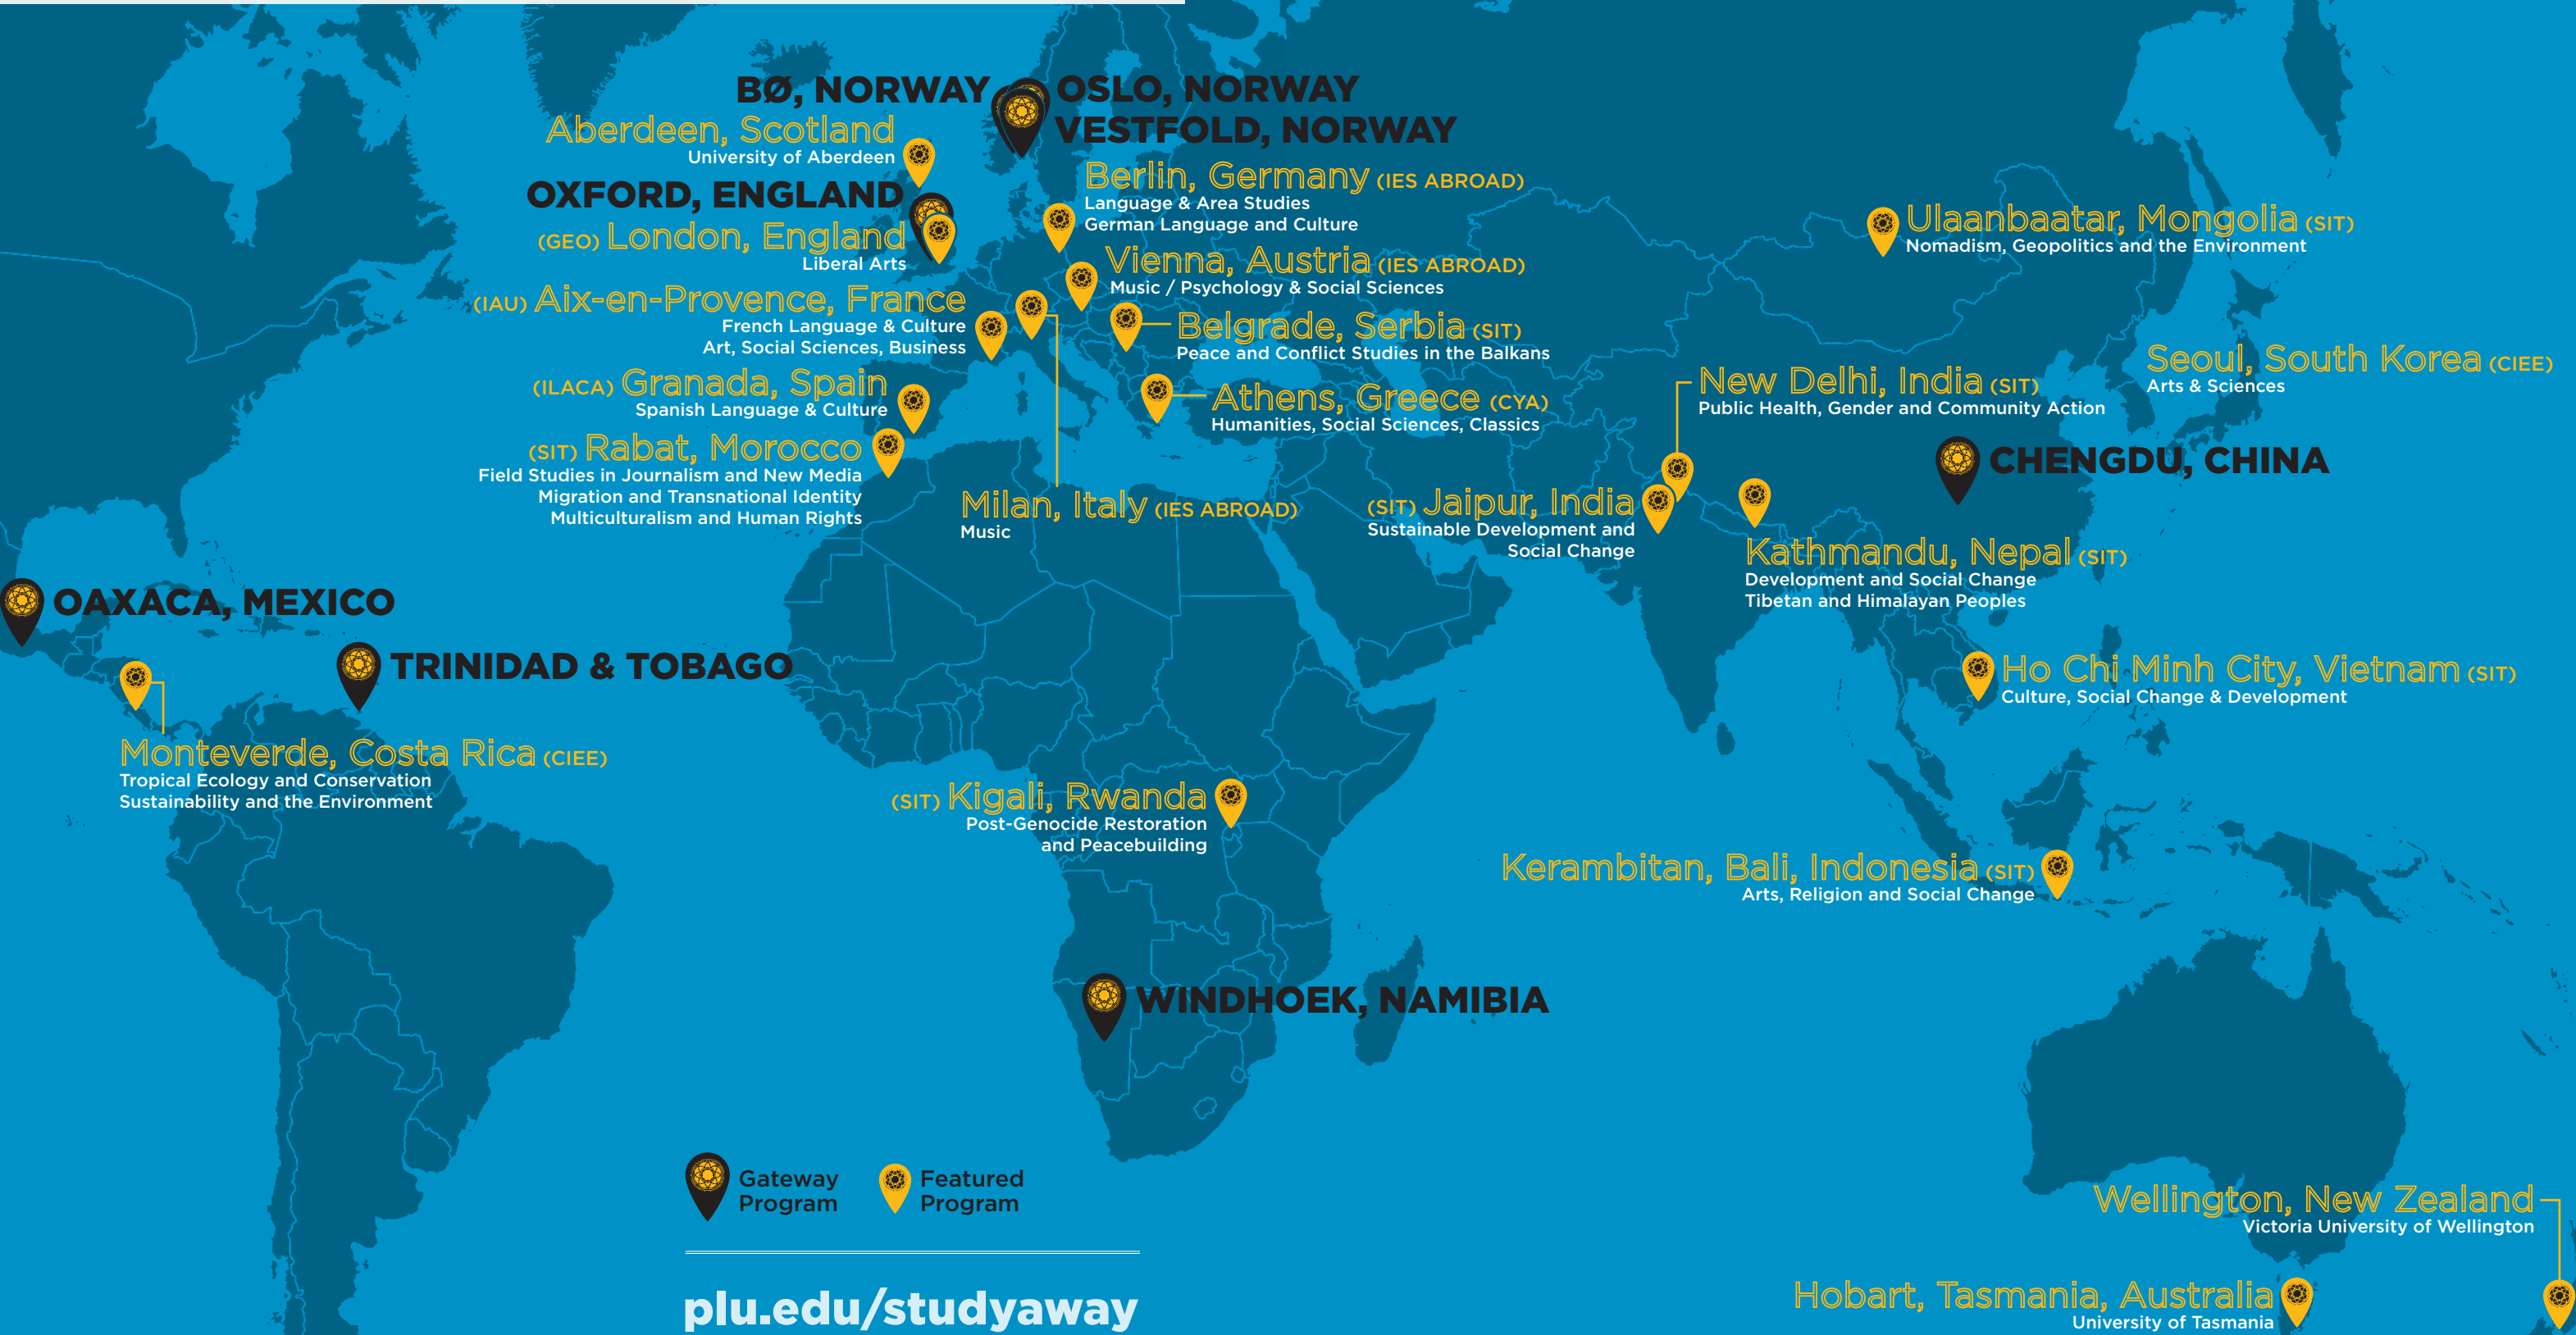 BØ, NORWAY
OSLO, NORWAY
VESTFOLD, NORWAY
Aberdeen, Scotland
University of Aberdeen
OXFORD, ENGLAND
(GEO) London, England
Liberal Arts
(IAU) Aix-en-Provence, France
French Language & Culture
Art, Social Sciences, Business
(ILACA) Granada, Spain
Spanish Language & Culture
(SIT) Rabat, Morocco
Field Studies in Journalism and New Media
Migration and Transnational Identity
Multiculturalism and Human Rights
Berlin, Germany (IES ABROAD)
Language & Area Studies
German Language and Culture
Vienna, Austria (IES ABROAD)
Music / Psychology & Social Sciences
Belgrade, Serbia (SIT)
Peace and Conflict Studies in the Balkans
Athens, Greece (CYA)
Humanities, Social Sciences, Classics
Milan, Italy (IES ABROAD)
Music
Ulaanbaatar, Mongolia (SIT)
Nomadism, Geopolitics and the Environment
Seoul, South Korea (CIEE)
Arts & Sciences
New Delhi, India (SIT)
Public Health, Gender and Community Action
CHENGDU, CHINA
(SIT) Jaipur, India
Sustainable Development and
Social Change
Kathmandu, Nepal (SIT)
Development and Social Change
Tibetan and Himalayan Peoples
OAXACA, MEXICO
TRINIDAD & TOBAGO
Monteverde, Costa Rica (CIEE)
Tropical Ecology and Conservation
Sustainability and the Environment
Ho Chi Minh City, Vietnam (SIT)
Culture, Social Change & Development
(SIT) Kigali, Rwanda
Post-Genocide Restoration
and Peacebuilding
Kerambitan, Bali, Indonesia (SIT)
Arts, Religion and Social Change
WINDHOEK, NAMIBIA
Gateway
Program
Featured
Program
Wellington, New Zealand
Victoria University of Wellington
Hobart, Tasmania, Australia
University of Tasmania
plu.edu/studyaway